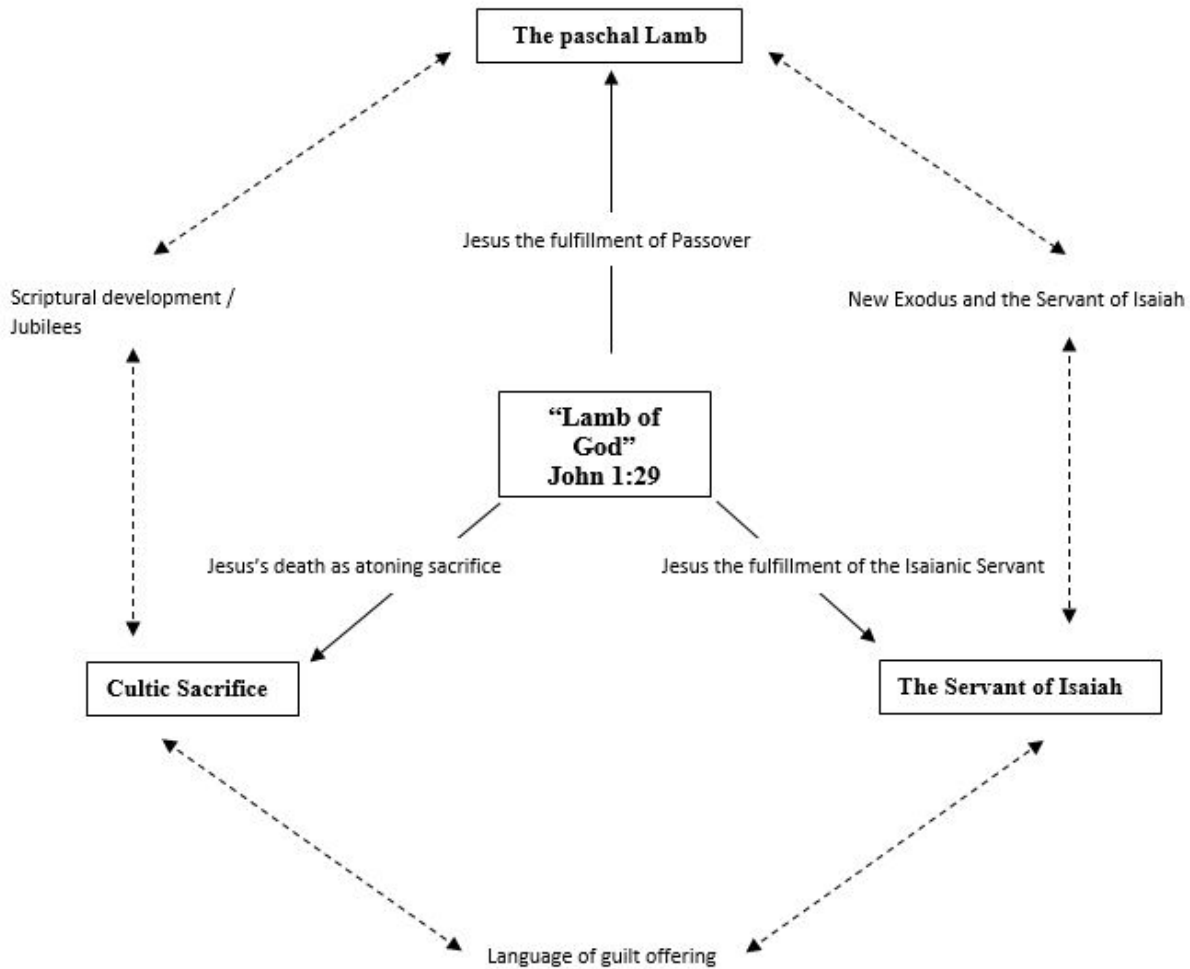 The paschal Lamb
Jesus the fulfillment of Passover
Scriptural development /
Jubilees
New Exodus and the Servant of Isaiah
“Lamb of
God”
John 1:29
Jesus’s death as atoning sacrifice
Jesus the fulfillment of the Isaianic Servant
Cultic Sacrifice
The Servant of Isaiah
Language of guilt offering